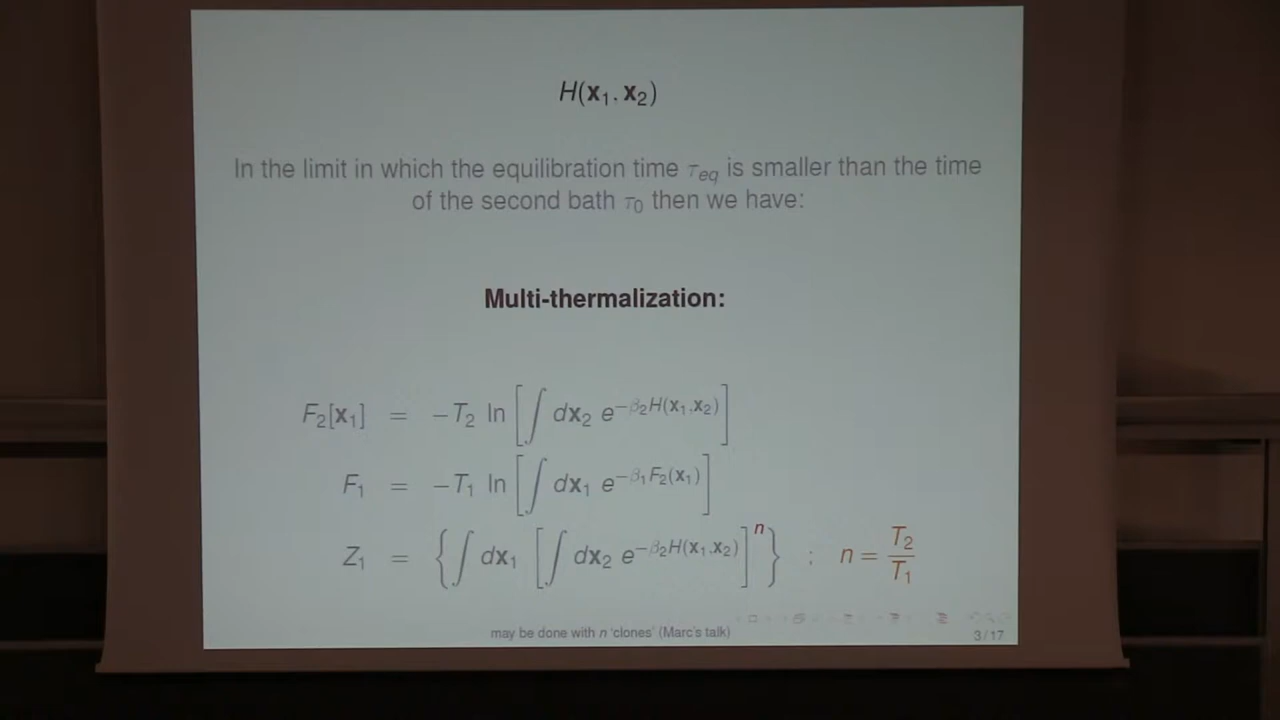 H(x₁.x₂)
In the limit in which the equilibration time τ_eq is smaller than the time
of the second bath τ₀ then we have:
Multi-thermalization:
F₂[x₁] = −T₂ ln [∫ dx₂ e^{−β₂H(x₁.x₂)}]
F₁ = −T₁ ln [∫ dx₁ e^{−β₁F₂(x₁)}]
Z₁ = {∫ dx₁ [∫ dx₂ e^{−β₂H(x₁.x₂)}]^n} ; n = T₂/T₁
may be done with n 'clones' (Marc's talk)
3/17